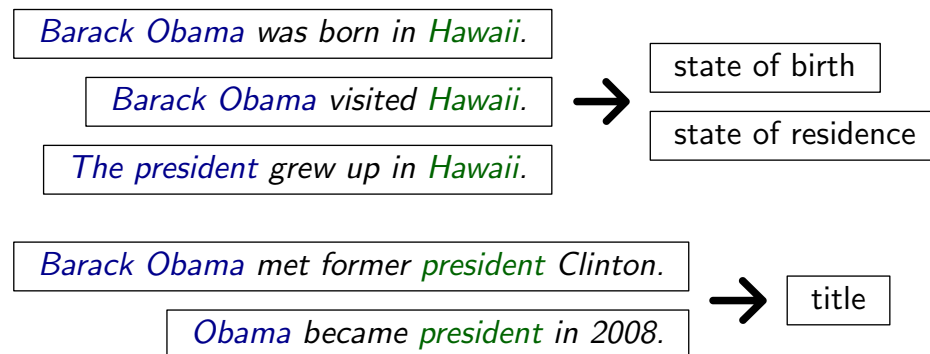 Barack Obama was born in Hawaii.
Barack Obama visited Hawaii.
The president grew up in Hawaii.
state of birth
state of residence
Barack Obama met former president Clinton.
Obama became president in 2008.
title